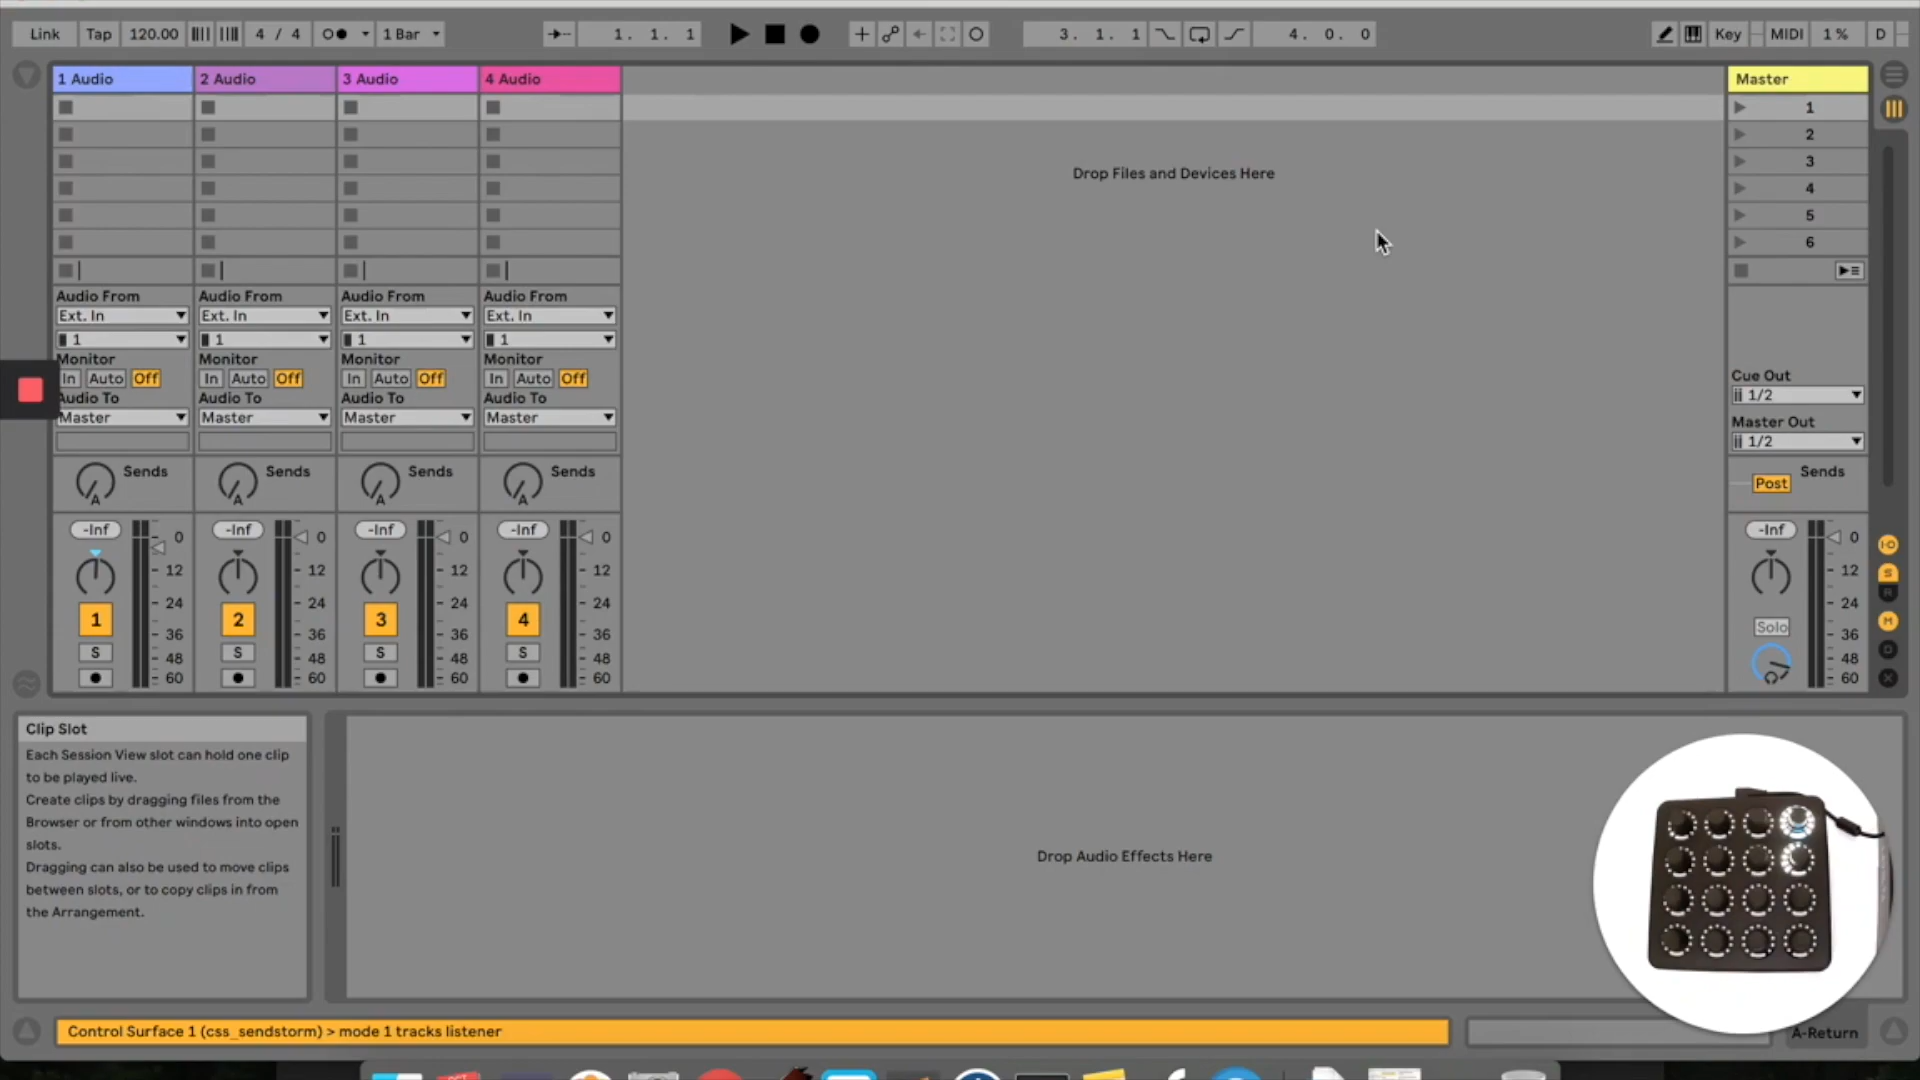 Link Tap 120.00 4 / 4 1 Bar 1. 1. 1 3. 1. 1 4. 0. 0 Key MIDI 1 % D
1 Audio 2 Audio 3 Audio 4 Audio Master
1
2
3
4
5
6
Drop Files and Devices Here
Audio From Audio From Audio From Audio From
Ext. In Ext. In Ext. In Ext. In
1 1 1 1
Monitor Monitor Monitor Monitor
In Auto Off In Auto Off In Auto Off In Auto Off
Audio To Audio To Audio To Audio To
Master Master Master Master
Cue Out
1/2
Master Out
1/2
Sends Sends Sends Sends Sends
A A A A Post
-Inf -Inf -Inf -Inf -Inf
0 0 0 0 0
12 12 12 12 12
24 24 24 24 24
36 36 36 36 36
48 48 48 48 48
60 60 60 60 60
1 2 3 4 Solo
S S S S
I·O
S
R
M
D
X
Clip Slot
Each Session View slot can hold one clip
to be played live.
Create clips by dragging files from the
Browser or from other windows into open
slots.
Dragging can also be used to move clips
between slots, or to copy clips in from
the Arrangement.
Drop Audio Effects Here
Control Surface 1 (css_sendstorm) > mode 1 tracks listener
A-Return